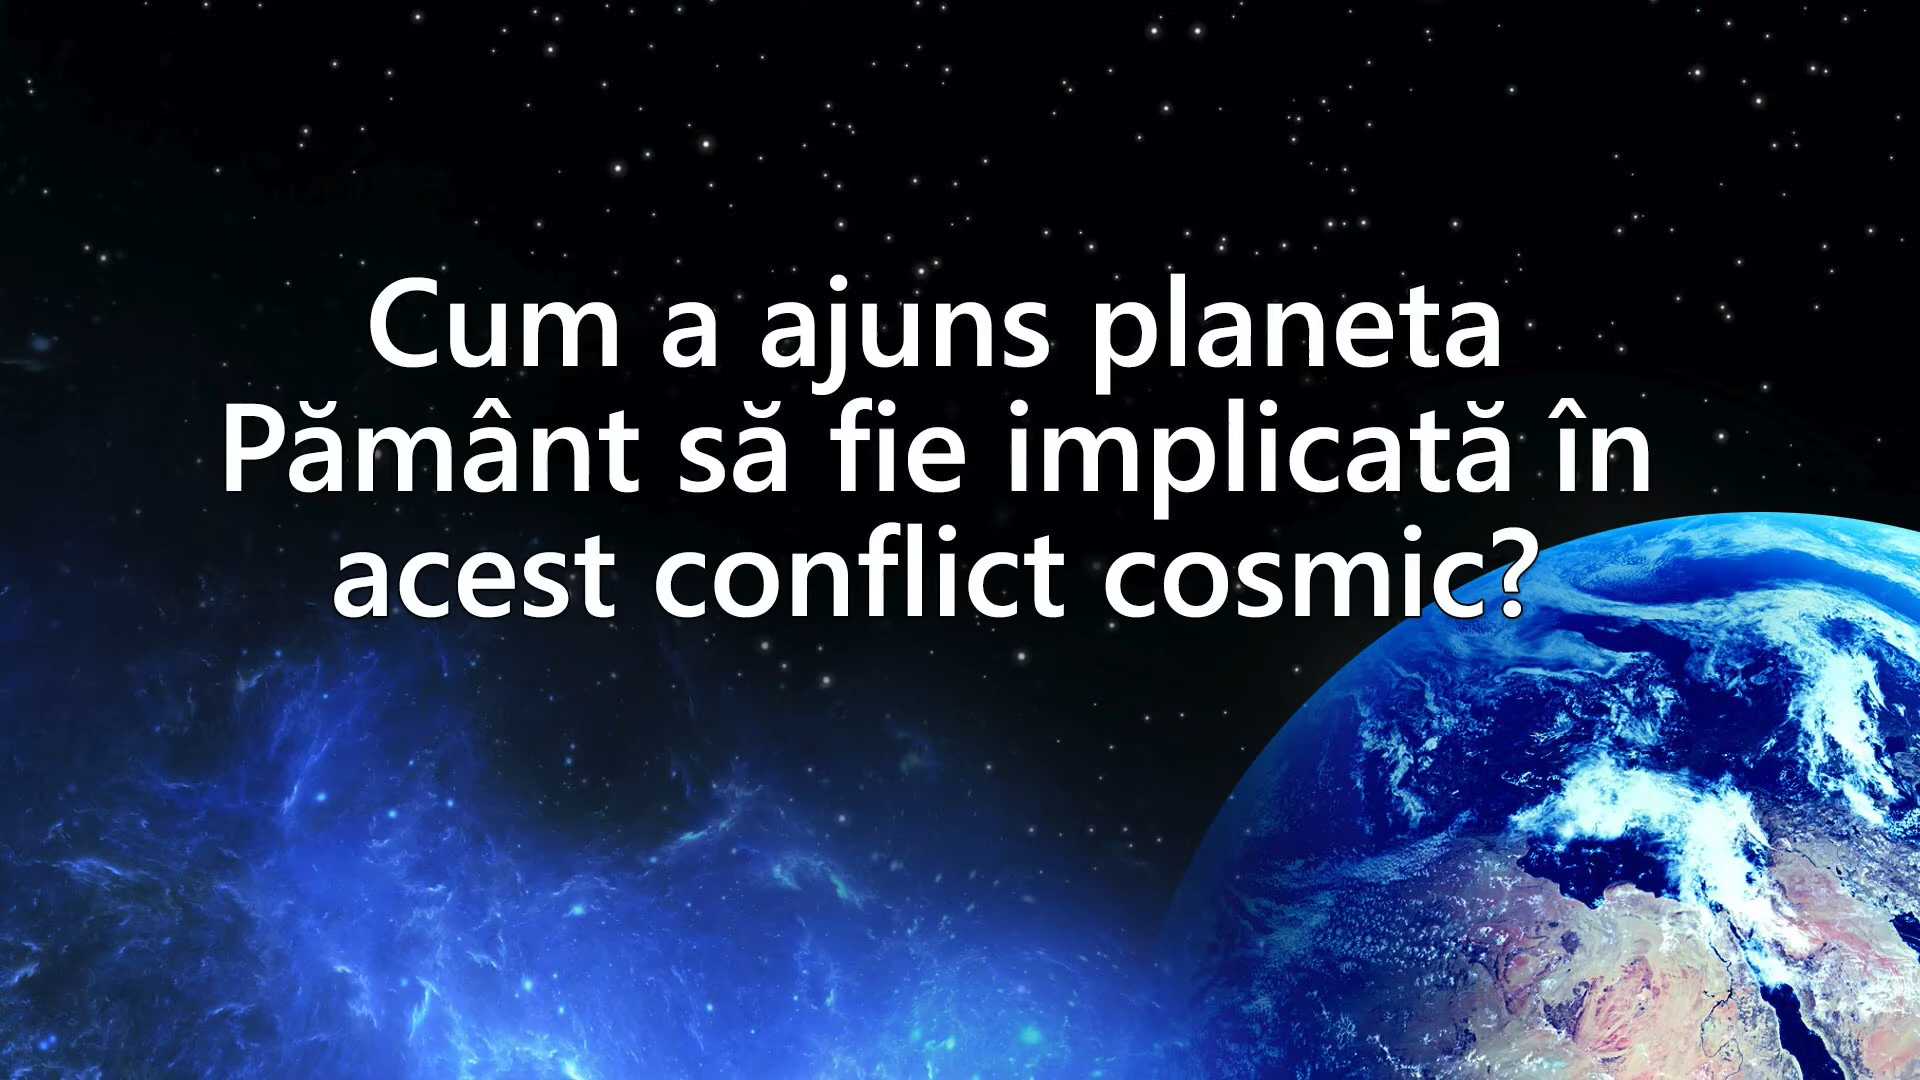 Cum a ajuns planeta
Pământ să fie implicată în
acest conflict cosmic?